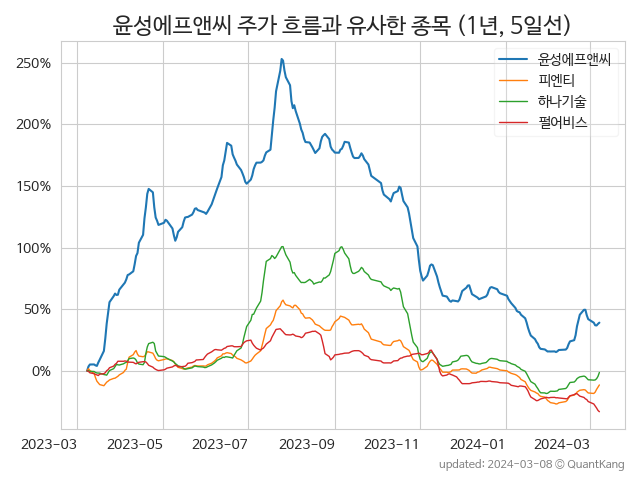 윤성에프앤씨 주가 흐름과 유사한 종목 (1년, 5일선)
윤성에프앤씨
피엔티
하나기술
펄어비스
250%
200%
150%
100%
50%
0%
2023-03 2023-05 2023-07 2023-09 2023-11 2024-01 2024-03
updated: 2024-03-08 © QuantKang